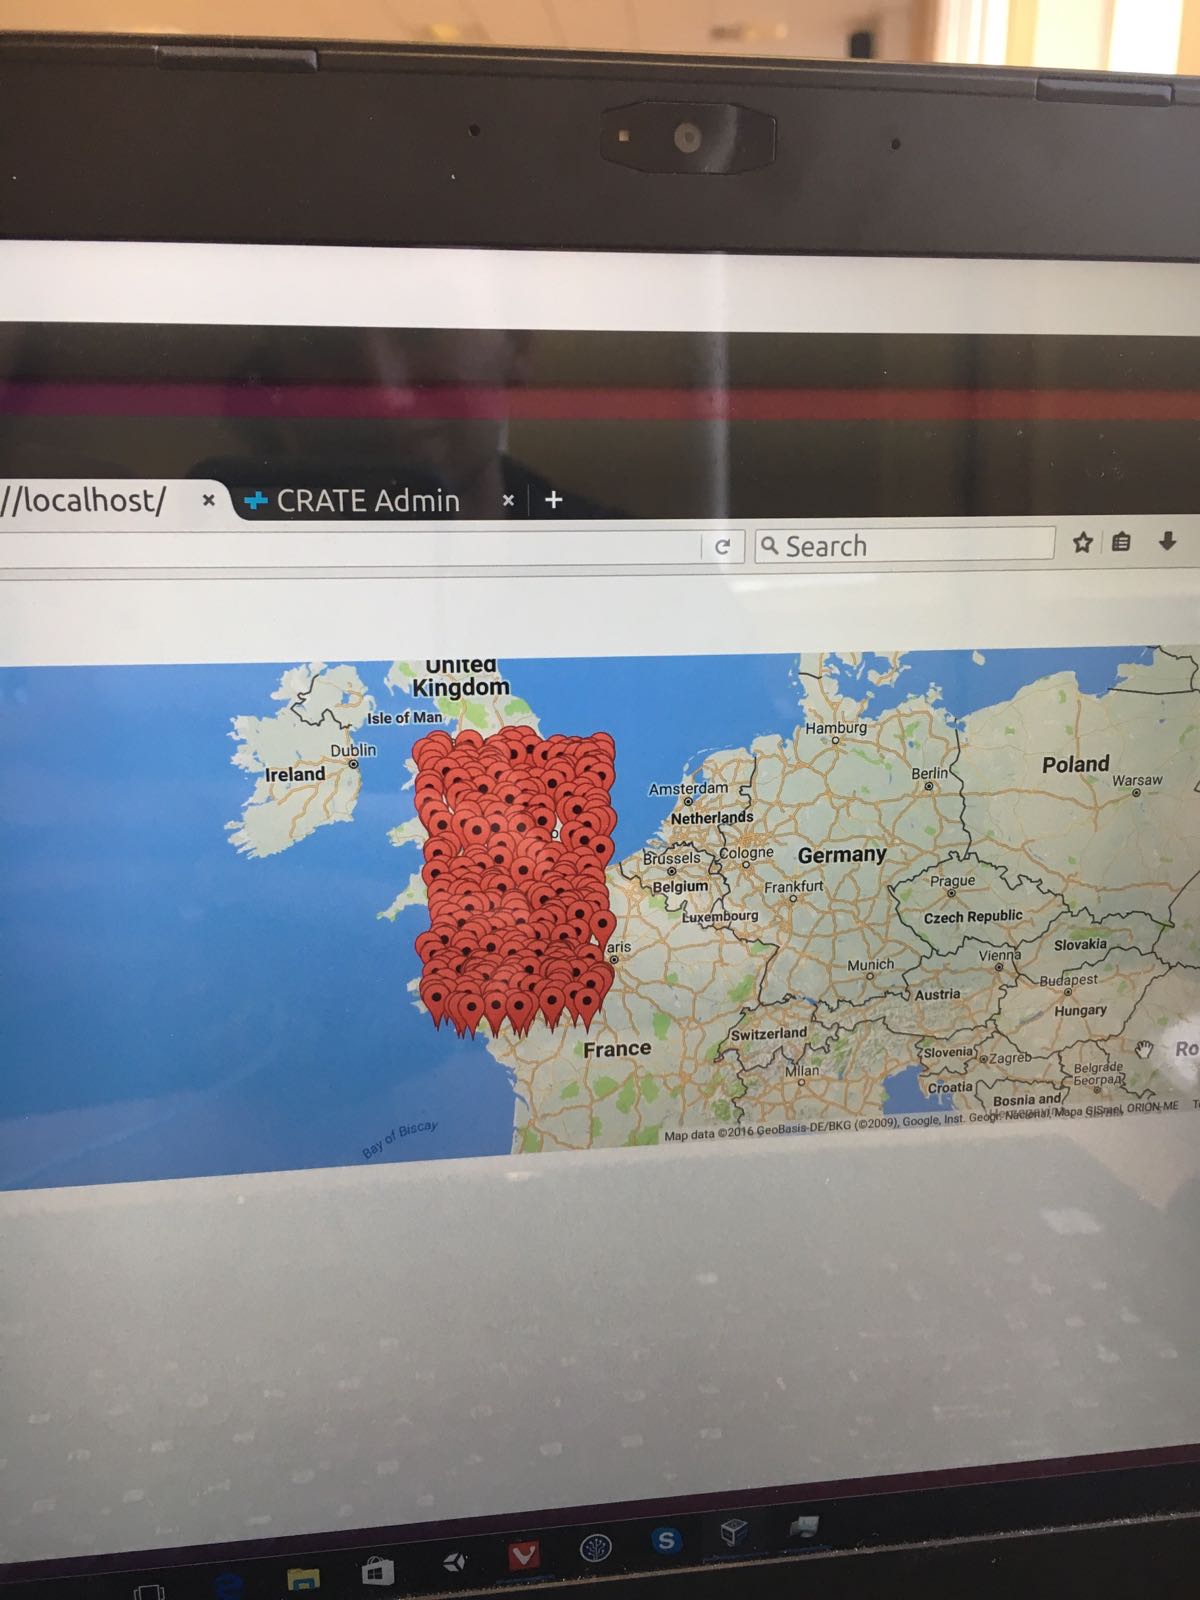 //localhost/
CRATE Admin
Search
United
Kingdom
Isle of Man
Dublin
Ireland
Hamburg
Berlin
Poland
Warsaw
Amsterdam
Netherlands
Brussels
Cologne
Germany
Belgium
Frankfurt
Prague
Luxembourg
Czech Republic
aris
Slovakia
Munich
Vienna
Budapest
Austria
Hungary
Switzerland
France
Slovenia
Zagreb
Ro
Milan
Croatia
Belgrade
Београд
Bosnia and
Bay of Biscay
Map data ©2016 GeoBasis-DE/BKG (©2009), Google, Inst. Geogr. Nacional, Mapa GISrael, ORION-ME